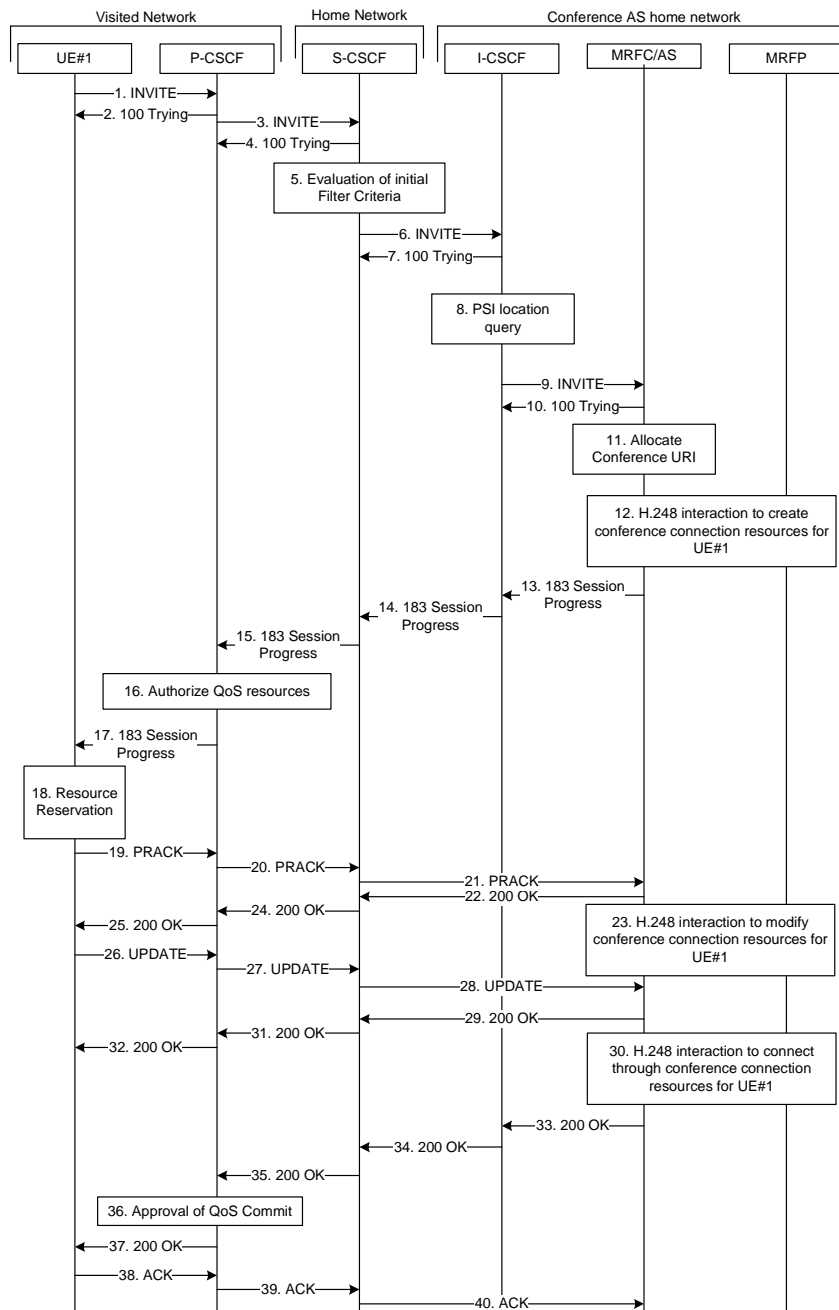 Visited Network
Home Network
Conference AS home network
UE#1
P-CSCF
S-CSCF
I-CSCF
MRFC/AS
MRFP
1. INVITE
2. 100 Trying
3. INVITE
4. 100 Trying
5. Evaluation of initial
Filter Criteria
6. INVITE
7. 100 Trying
8. PSI location
query
9. INVITE
10. 100 Trying
11. Allocate
Conference URI
12. H.248 interaction to create
conference connection resources for
UE#1
13. 183 Session
Progress
14. 183 Session
Progress
15. 183 Session
Progress
16. Authorize QoS resources
17. 183 Session
Progress
18. Resource
Reservation
19. PRACK
20. PRACK
21. PRACK
22. 200 OK
23. H.248 interaction to modify
conference connection resources for
UE#1
24. 200 OK
25. 200 OK
26. UPDATE
27. UPDATE
28. UPDATE
29. 200 OK
30. H.248 interaction to connect
through conference connection
resources for UE#1
31. 200 OK
32. 200 OK
33. 200 OK
34. 200 OK
35. 200 OK
36. Approval of QoS Commit
37. 200 OK
38. ACK
39. ACK
40. ACK